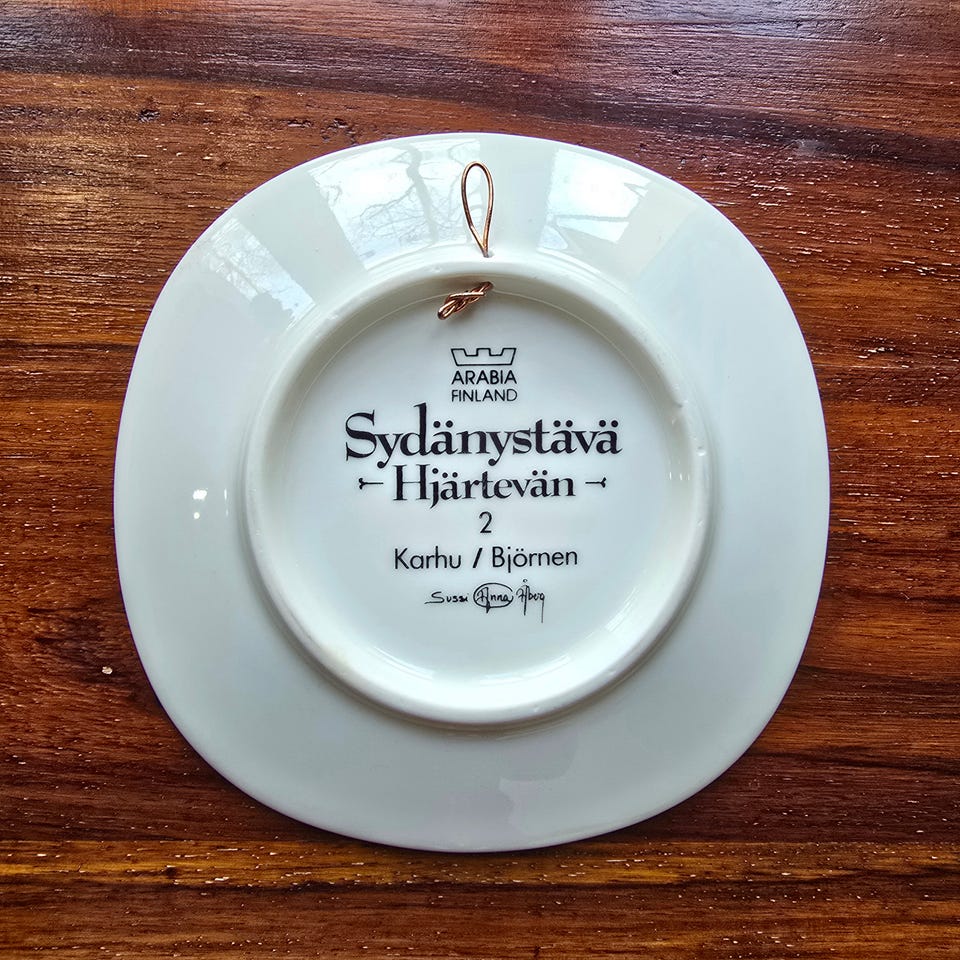 ARABIA
FINLAND
Sydänystävä
Hjärtevän
2
Karhu / Björnen
Sussi Anna Åberg